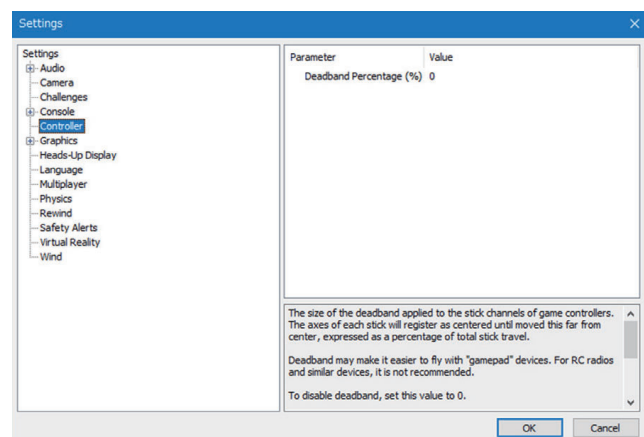 Settings
Settings
Audio
Camera
Challenges
Console
Controller
Graphics
Heads-Up Display
Language
Multiplayer
Physics
Rewind
Safety Alerts
Virtual Reality
Wind
Parameter Value
Deadband Percentage (%) 0
The size of the deadband applied to the stick channels of game controllers.
The axes of each stick will register as centered until moved this far from
center, expressed as a percentage of total stick travel.
Deadband may make it easier to fly with "gamepad" devices. For RC radios
and similar devices, it is not recommended.
To disable deadband, set this value to 0.
OK Cancel